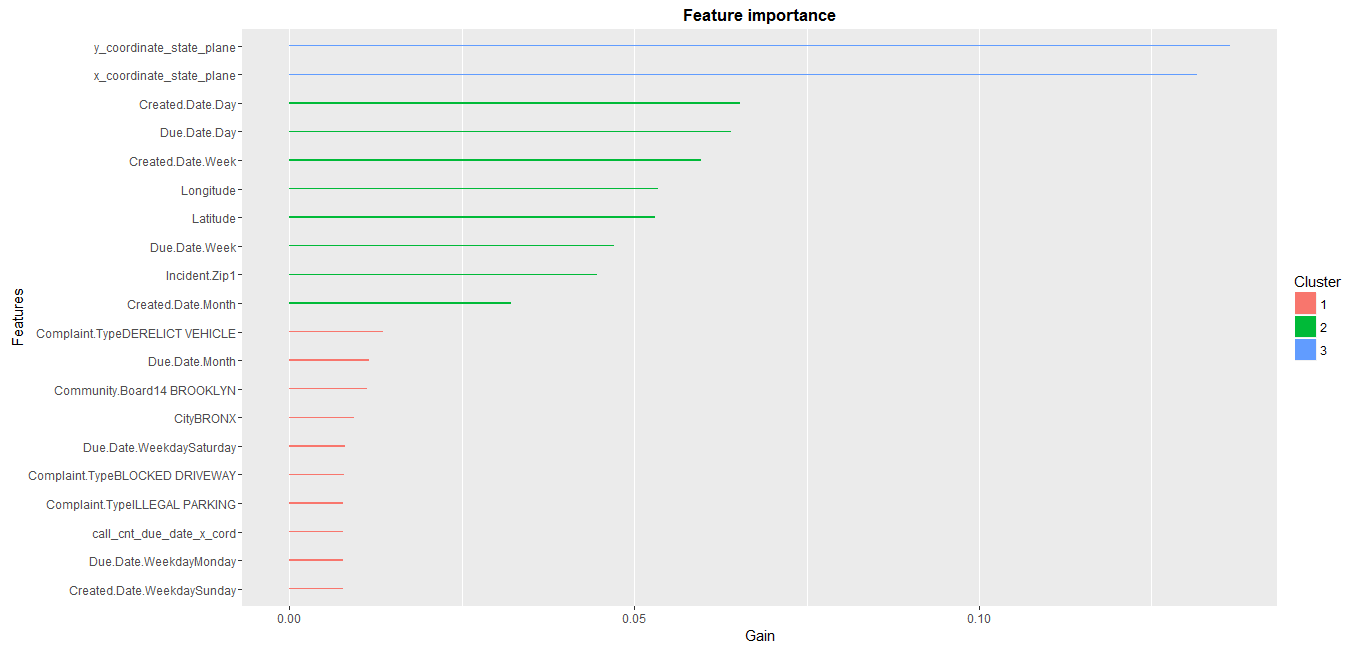 Feature importance
y_coordinate_state_plane
x_coordinate_state_plane
Created.Date.Day
Due.Date.Day
Created.Date.Week
Longitude
Latitude
Due.Date.Week
Incident.Zip1
Created.Date.Month
Complaint.TypeDERELICT VEHICLE
Due.Date.Month
Community.Board14 BROOKLYN
CityBRONX
Due.Date.WeekdaySaturday
Complaint.TypeBLOCKED DRIVEWAY
Complaint.TypeILLEGAL PARKING
call_cnt_due_date_x_cord
Due.Date.WeekdayMonday
Created.Date.WeekdaySunday
Features
0.00 0.05 0.10
Gain
Cluster
1
2
3